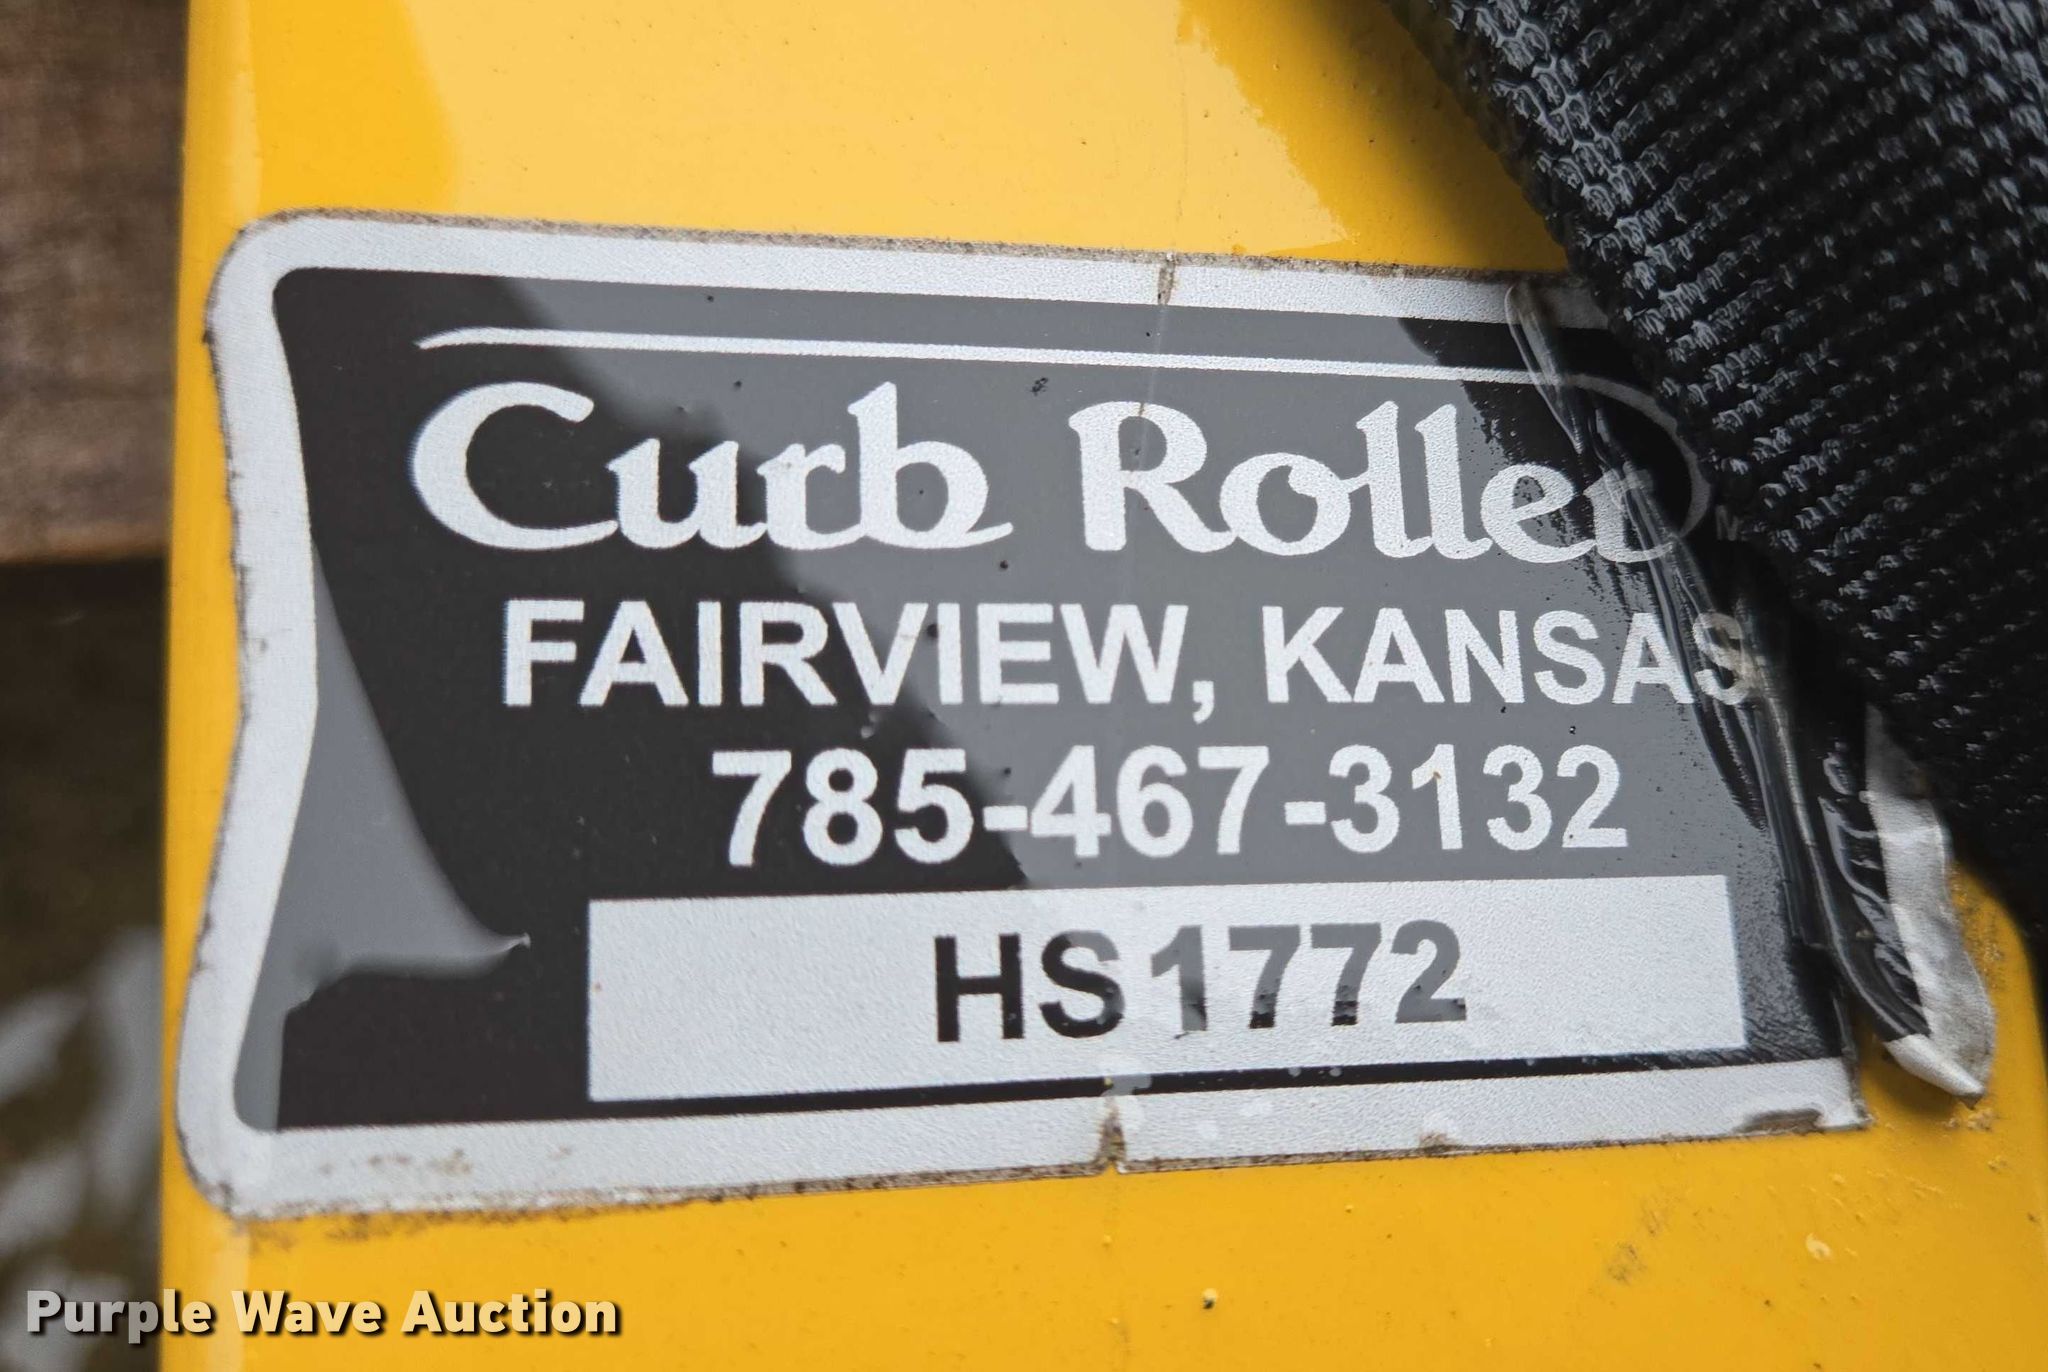 Curb Roller
FAIRVIEW, KANSAS
785-467-3132
HS1772
Purple Wave Auction